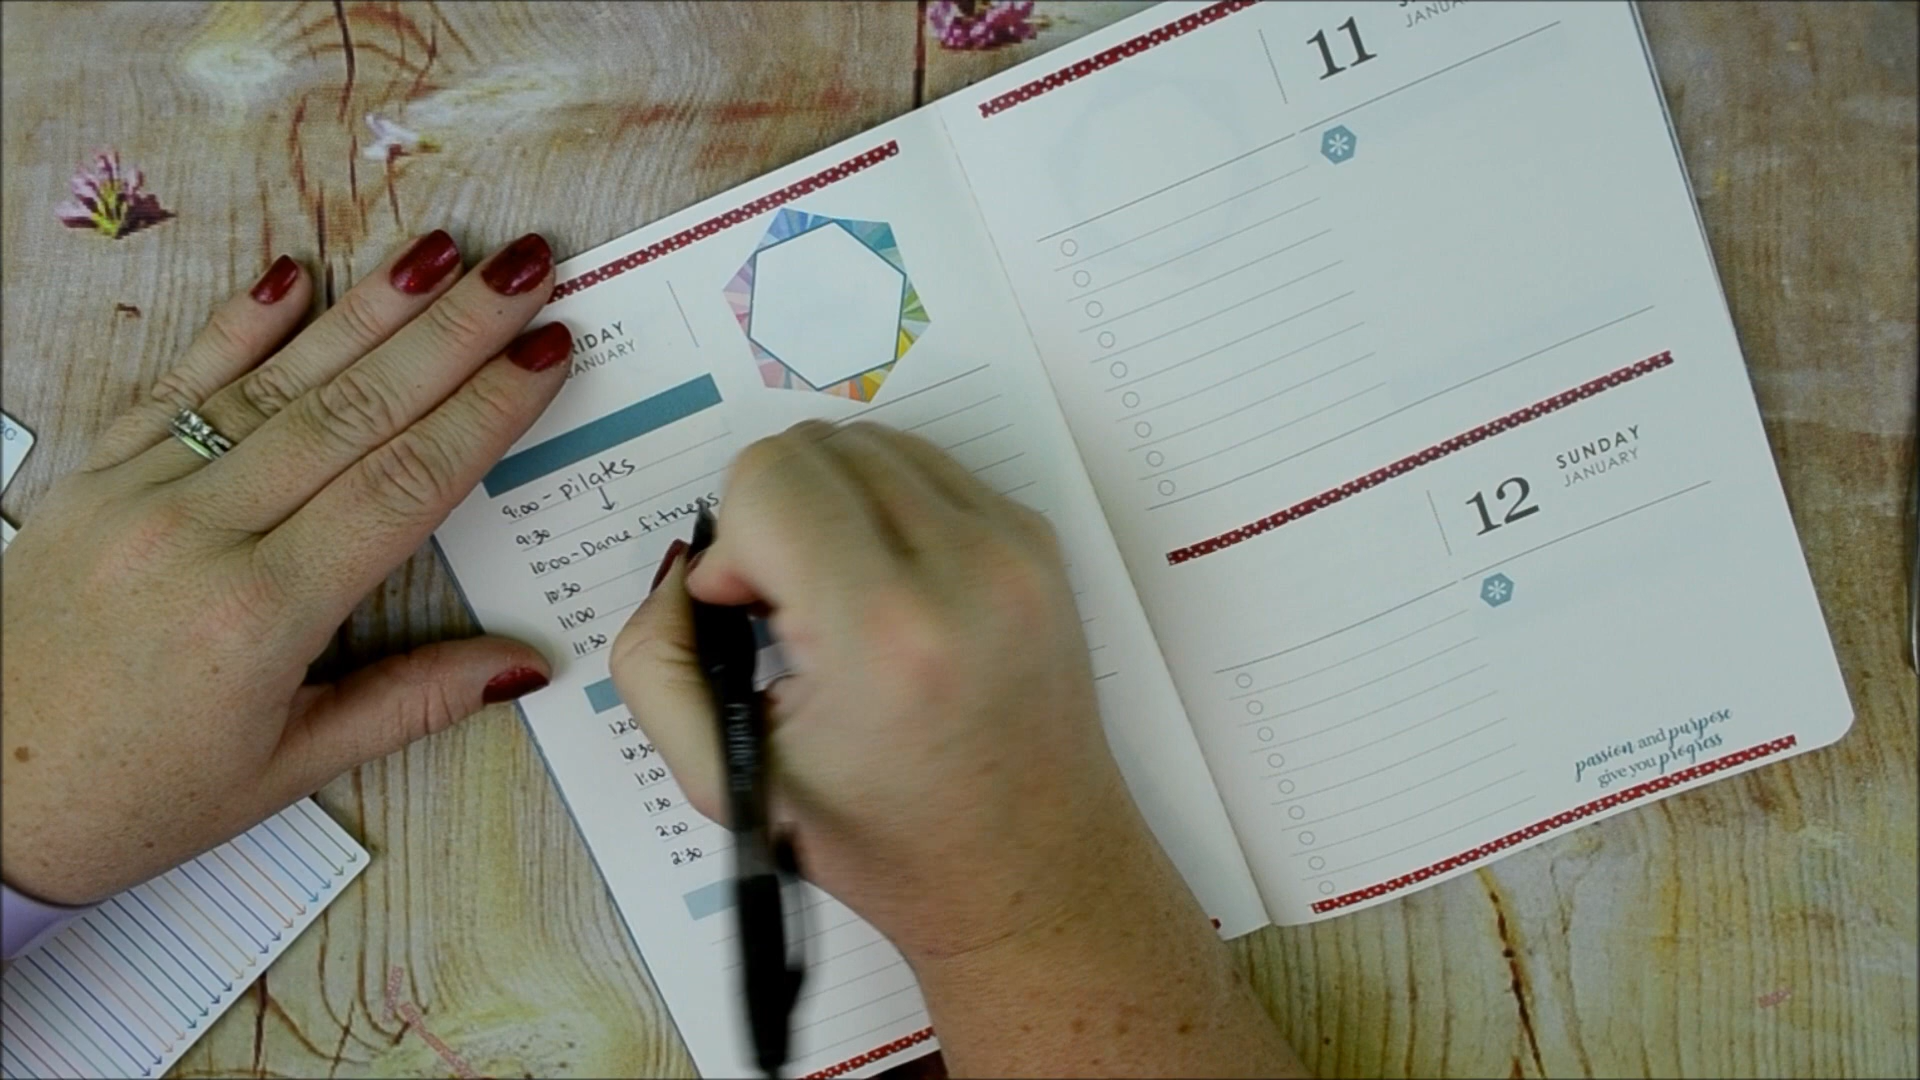 RIDAY
JANUARY
9:00 - Pilates
↓
9:30
10:00 - Dance fitness
10:30
11:00
11:30
12:0
12:30
1:00
1:30
2:00
2:30
11
JANUA
12
SUNDAY
JANUARY
passion and purpose
give you progress